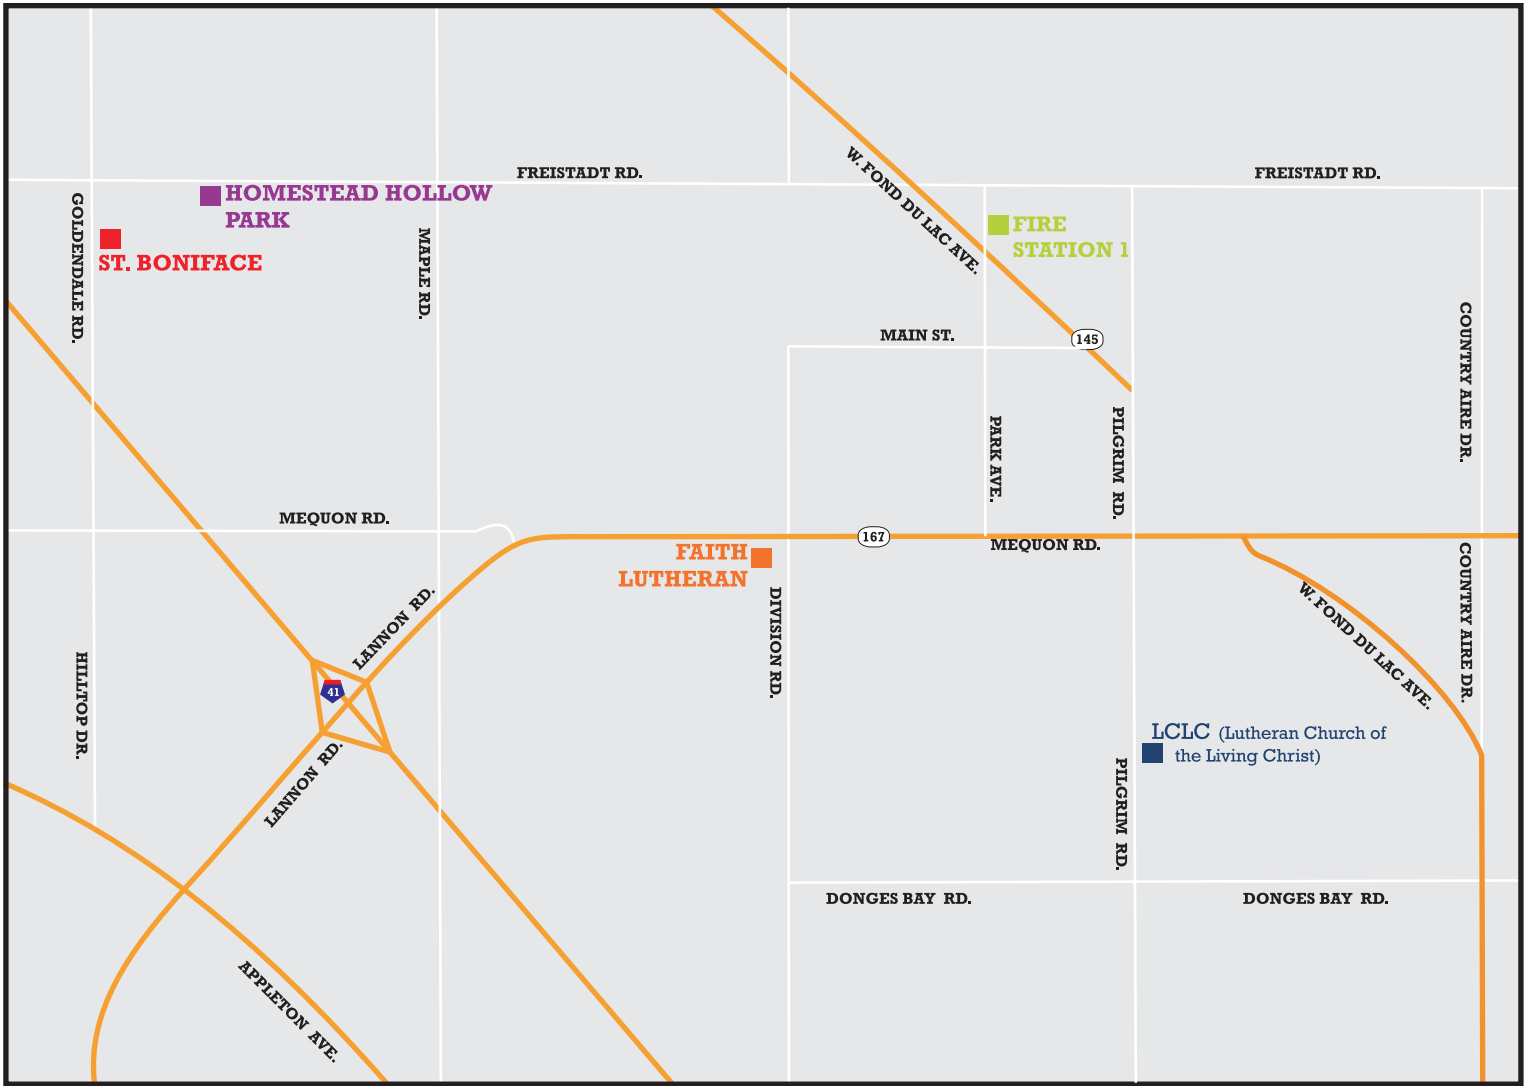 FREISTADT RD.
FREISTADT RD.
W. FOND DU LAC AVE.
HOMESTEAD HOLLOW
PARK
GOLDENDALE RD.
ST. BONIFACE
MAPLE RD.
FIRE
STATION 1
MAIN ST.
145
COUNTRY AIRE DR.
PARK AVE.
PILGRIM RD.
MEQUON RD.
167
MEQUON RD.
FAITH
LUTHERAN
DIVISION RD.
LANNON RD.
41
HILLTOP DR.
LANNON RD.
W. FOND DU LAC AVE.
COUNTRY AIRE DR.
LCLC (Lutheran Church of
the Living Christ)
PILGRIM RD.
DONGES BAY RD.
DONGES BAY RD.
APPLETON AVE.